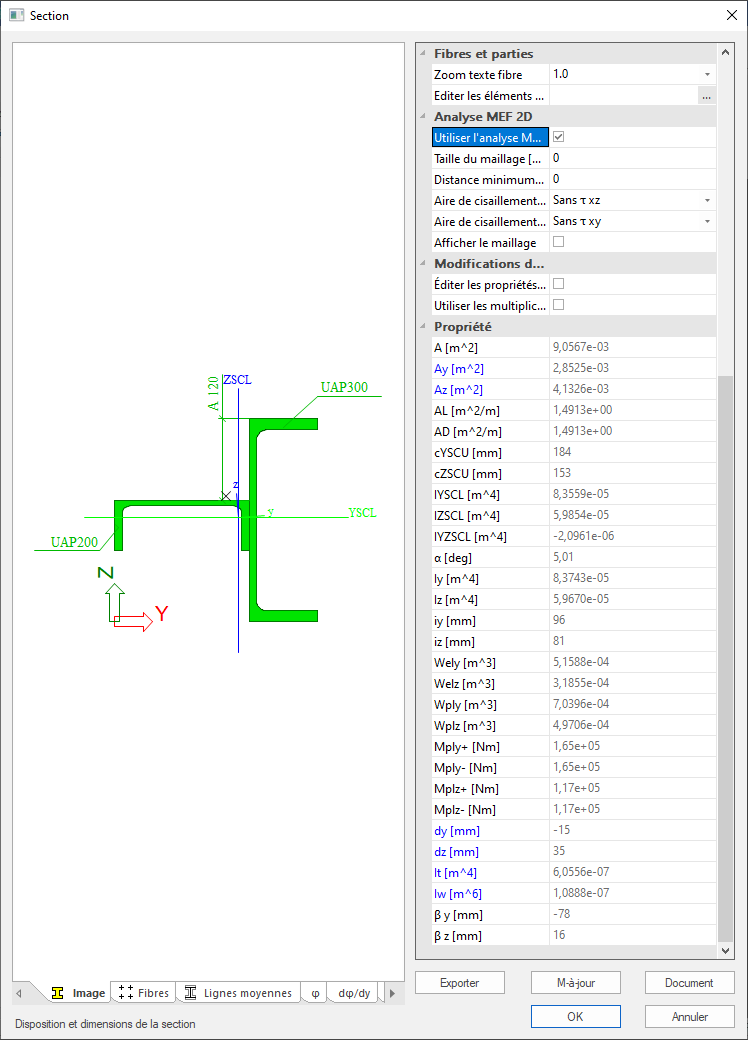 Section
A 120
ZSCL
UAP300
z
y
YSCL
UAP200
Z
Y
Image
Fibres
Lignes moyennes
φ
dφ/dy
Disposition et dimensions de la section
Fibres et parties
Zoom texte fibre 1.0
Editer les éléments ... ...
Analyse MEF 2D
Utiliser l'analyse M...
Taille du maillage [... 0
Distance minimum... 0
Aire de cisaillement... Sans τ xz
Aire de cisaillement... Sans τ xy
Afficher le maillage
Modifications d...
Éditer les propriétés...
Utiliser les multiplic...
Propriété
A [m^2] 9,0567e-03
Ay [m^2] 2,8525e-03
Az [m^2] 4,1326e-03
AL [m^2/m] 1,4913e+00
AD [m^2/m] 1,4913e+00
cYSCU [mm] 184
cZSCU [mm] 153
IYSCL [m^4] 8,3559e-05
IZSCL [m^4] 5,9854e-05
IYZSCL [m^4] -2,0961e-06
α [deg] 5,01
Iy [m^4] 8,3743e-05
Iz [m^4] 5,9670e-05
iy [mm] 96
iz [mm] 81
Wely [m^3] 5,1588e-04
Welz [m^3] 3,1855e-04
Wply [m^3] 7,0396e-04
Wplz [m^3] 4,9706e-04
Mply+ [Nm] 1,65e+05
Mply- [Nm] 1,65e+05
Mplz+ [Nm] 1,17e+05
Mplz- [Nm] 1,17e+05
dy [mm] -15
dz [mm] 35
It [m^4] 6,0556e-07
Iw [m^6] 1,0888e-07
β y [mm] -78
β z [mm] 16
Exporter
M-à-jour
Document
OK
Annuler